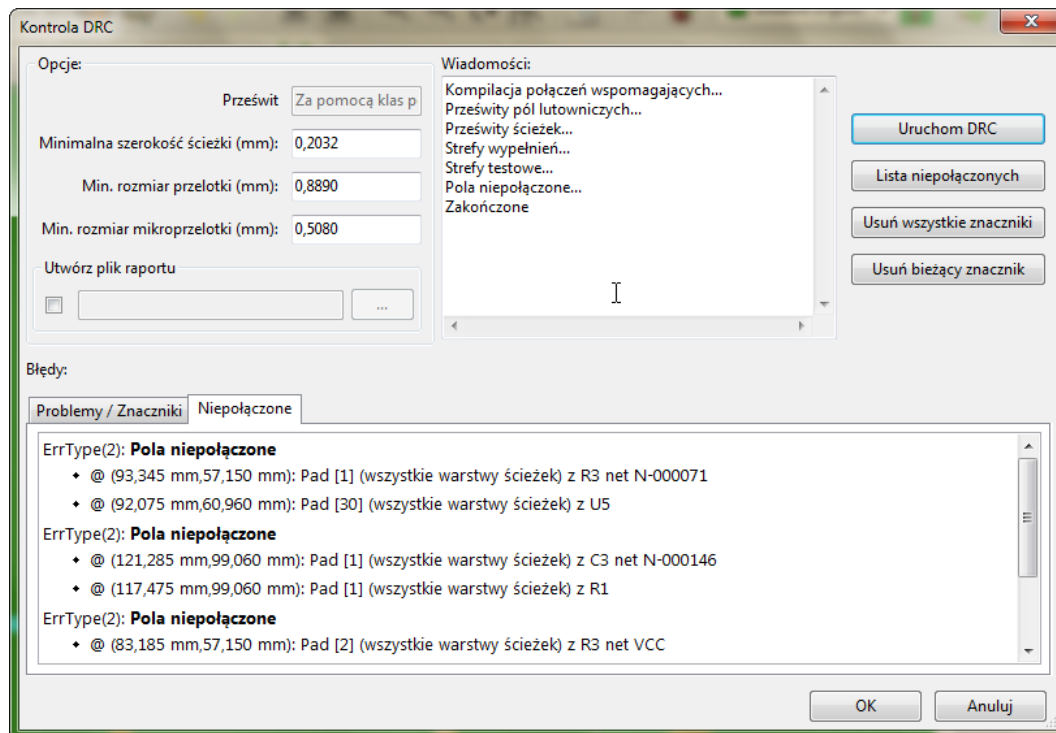 Kontrola DRC
Opcje:
Prześwit
Za pomocą klas p
Minimalna szerokość ścieżki (mm):
0,2032
Min. rozmiar przelotki (mm):
0,8890
Min. rozmiar mikroprzelotki (mm):
0,5080
Utwórz plik raportu
...
Wiadomości:
Kompilacja połączeń wspomagających...
Prześwity pól lutowniczych...
Prześwity ścieżek...
Strefy wypełnień...
Strefy testowe...
Pola niepołączone...
Zakończone
Uruchom DRC
Lista niepołączonych
Usuń wszystkie znaczniki
Usuń bieżący znacznik
Błędy:
Problemy / Znaczniki
Niepołączone
ErrType(2): Pola niepołączone
@ (93,345 mm,57,150 mm): Pad [1] (wszystkie warstwy ścieżek) z R3 net N-000071
@ (92,075 mm,60,960 mm): Pad [30] (wszystkie warstwy ścieżek) z U5
ErrType(2): Pola niepołączone
@ (121,285 mm,99,060 mm): Pad [1] (wszystkie warstwy ścieżek) z C3 net N-000146
@ (117,475 mm,99,060 mm): Pad [1] (wszystkie warstwy ścieżek) z R1
ErrType(2): Pola niepołączone
@ (83,185 mm,57,150 mm): Pad [2] (wszystkie warstwy ścieżek) z R3 net VCC
OK
Anuluj